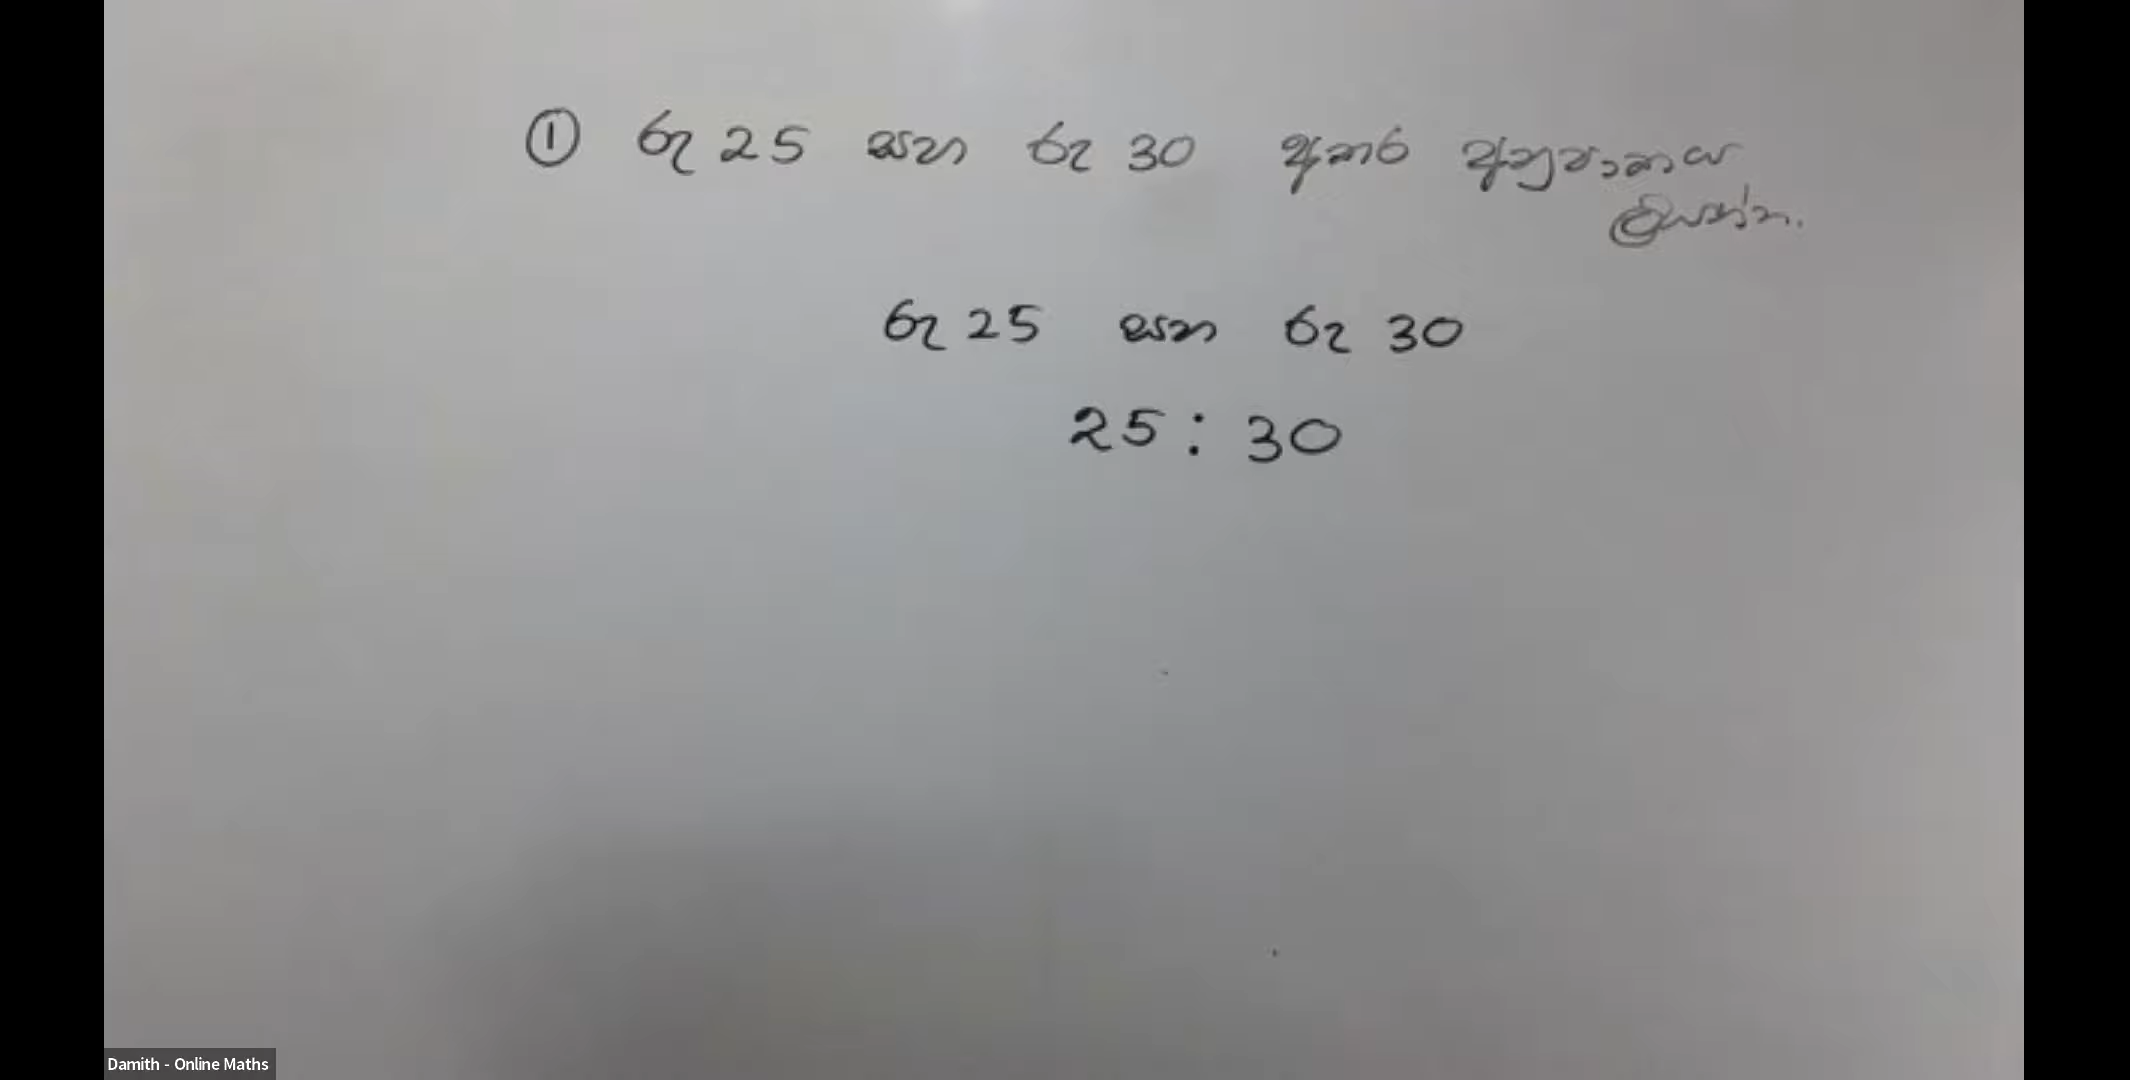 ① රු 25 සහ රු 30 අතර අනුපාතය
ලියන්න.
රු 25 සහ රු 30
25 : 30
Damith - Online Maths